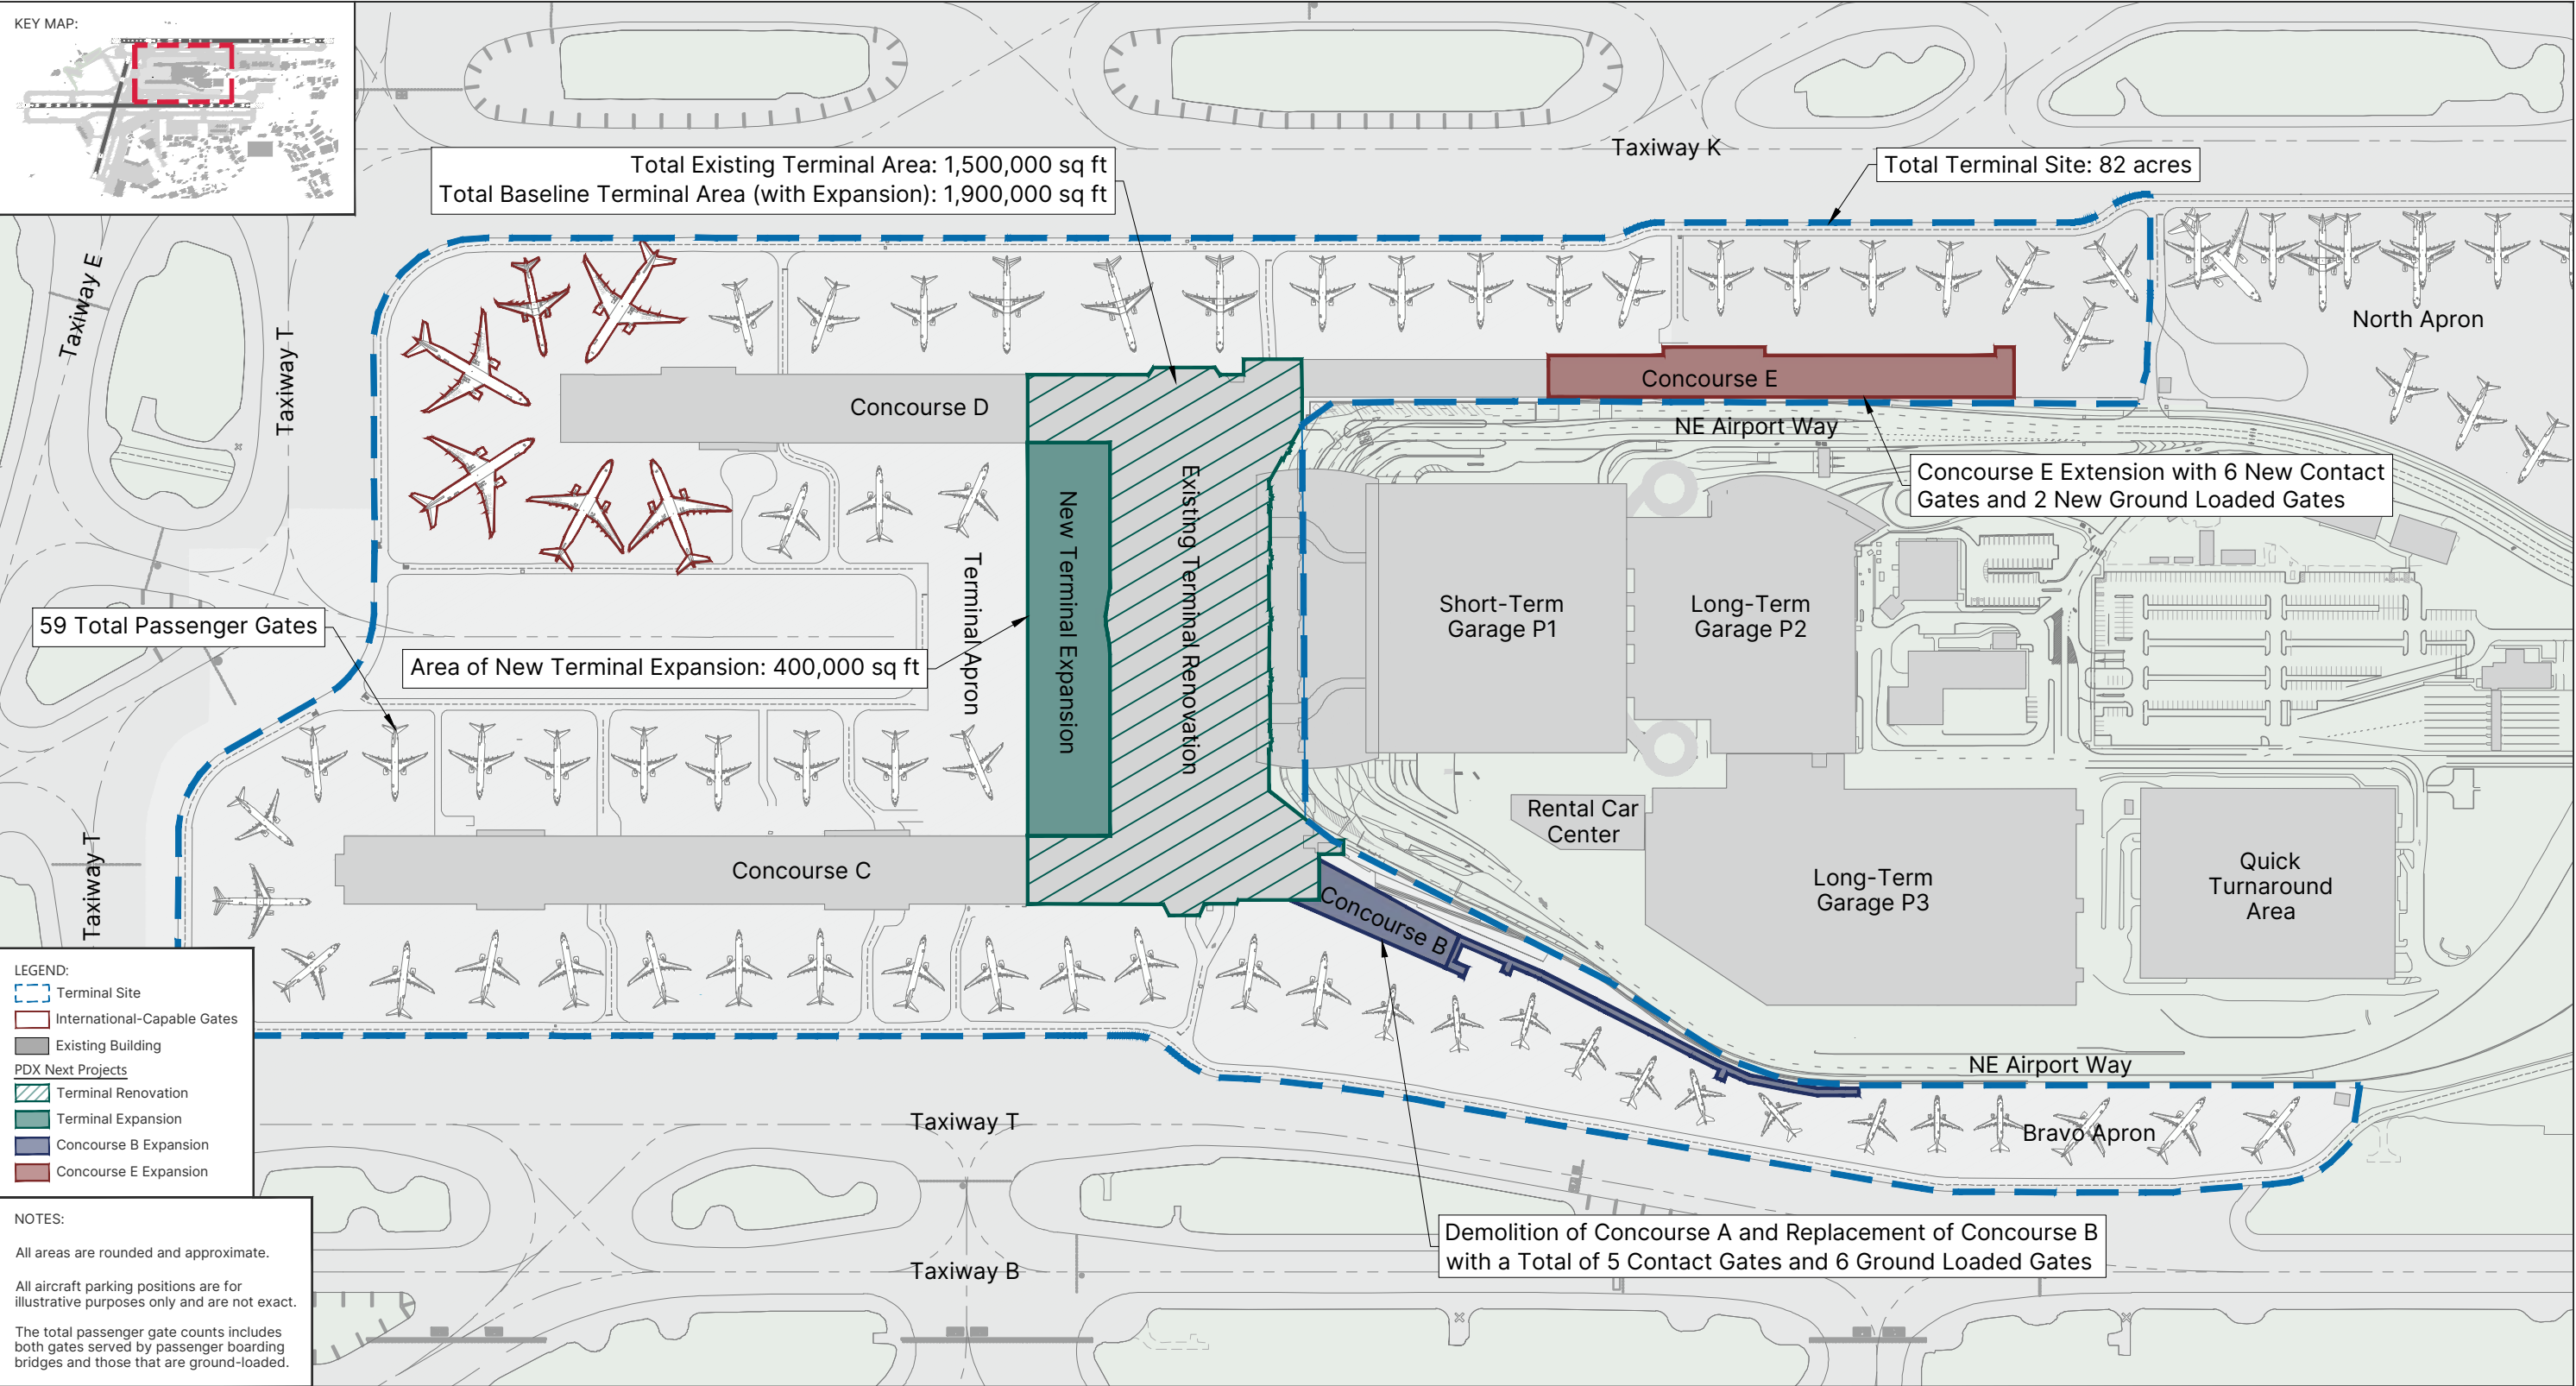 KEY MAP:
Taxiway K
Total Existing Terminal Area: 1,500,000 sq ft
Total Baseline Terminal Area (with Expansion): 1,900,000 sq ft
Total Terminal Site: 82 acres
Taxiway E
Taxiway T
North Apron
Concourse D
Concourse E
NE Airport Way
Concourse E Extension with 6 New Contact
Gates and 2 New Ground Loaded Gates
New Terminal Expansion
Existing Terminal Renovation
Terminal Apron
Short-Term
Garage P1
Long-Term
Garage P2
59 Total Passenger Gates
Area of New Terminal Expansion: 400,000 sq ft
Rental Car
Center
Taxiway T
Concourse C
Concourse B
Long-Term
Garage P3
Quick
Turnaround
Area
NE Airport Way
Bravo Apron
Taxiway T
Demolition of Concourse A and Replacement of Concourse B
with a Total of 5 Contact Gates and 6 Ground Loaded Gates
Taxiway B
LEGEND:
Terminal Site
International-Capable Gates
Existing Building
PDX Next Projects
Terminal Renovation
Terminal Expansion
Concourse B Expansion
Concourse E Expansion
NOTES:
All areas are rounded and approximate.
All aircraft parking positions are for
illustrative purposes only and are not exact.
The total passenger gate counts includes
both gates served by passenger boarding
bridges and those that are ground-loaded.